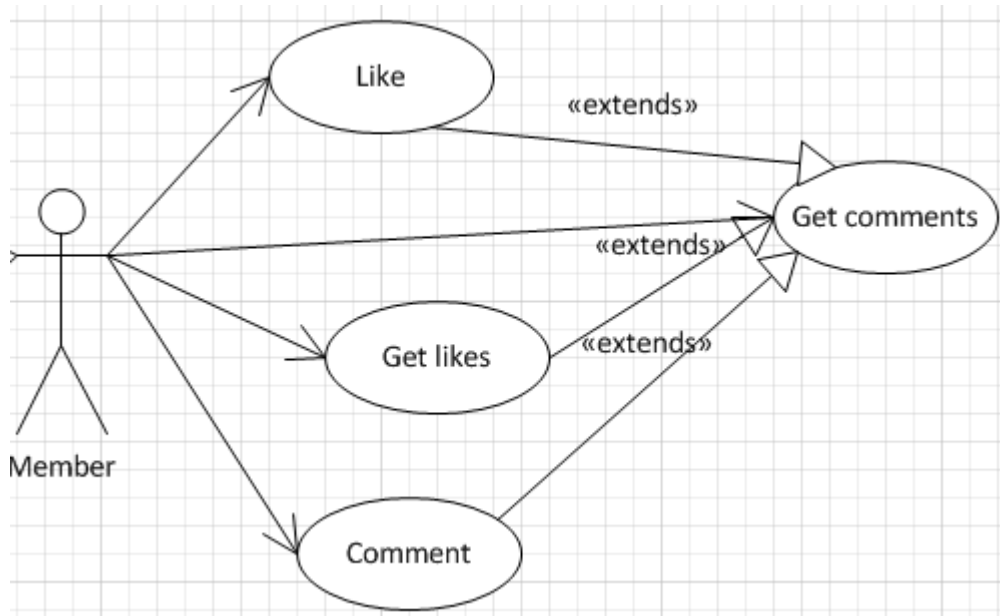 Like
«extends»
Get comments
«extends»
«extends»
Get likes
Member
Comment